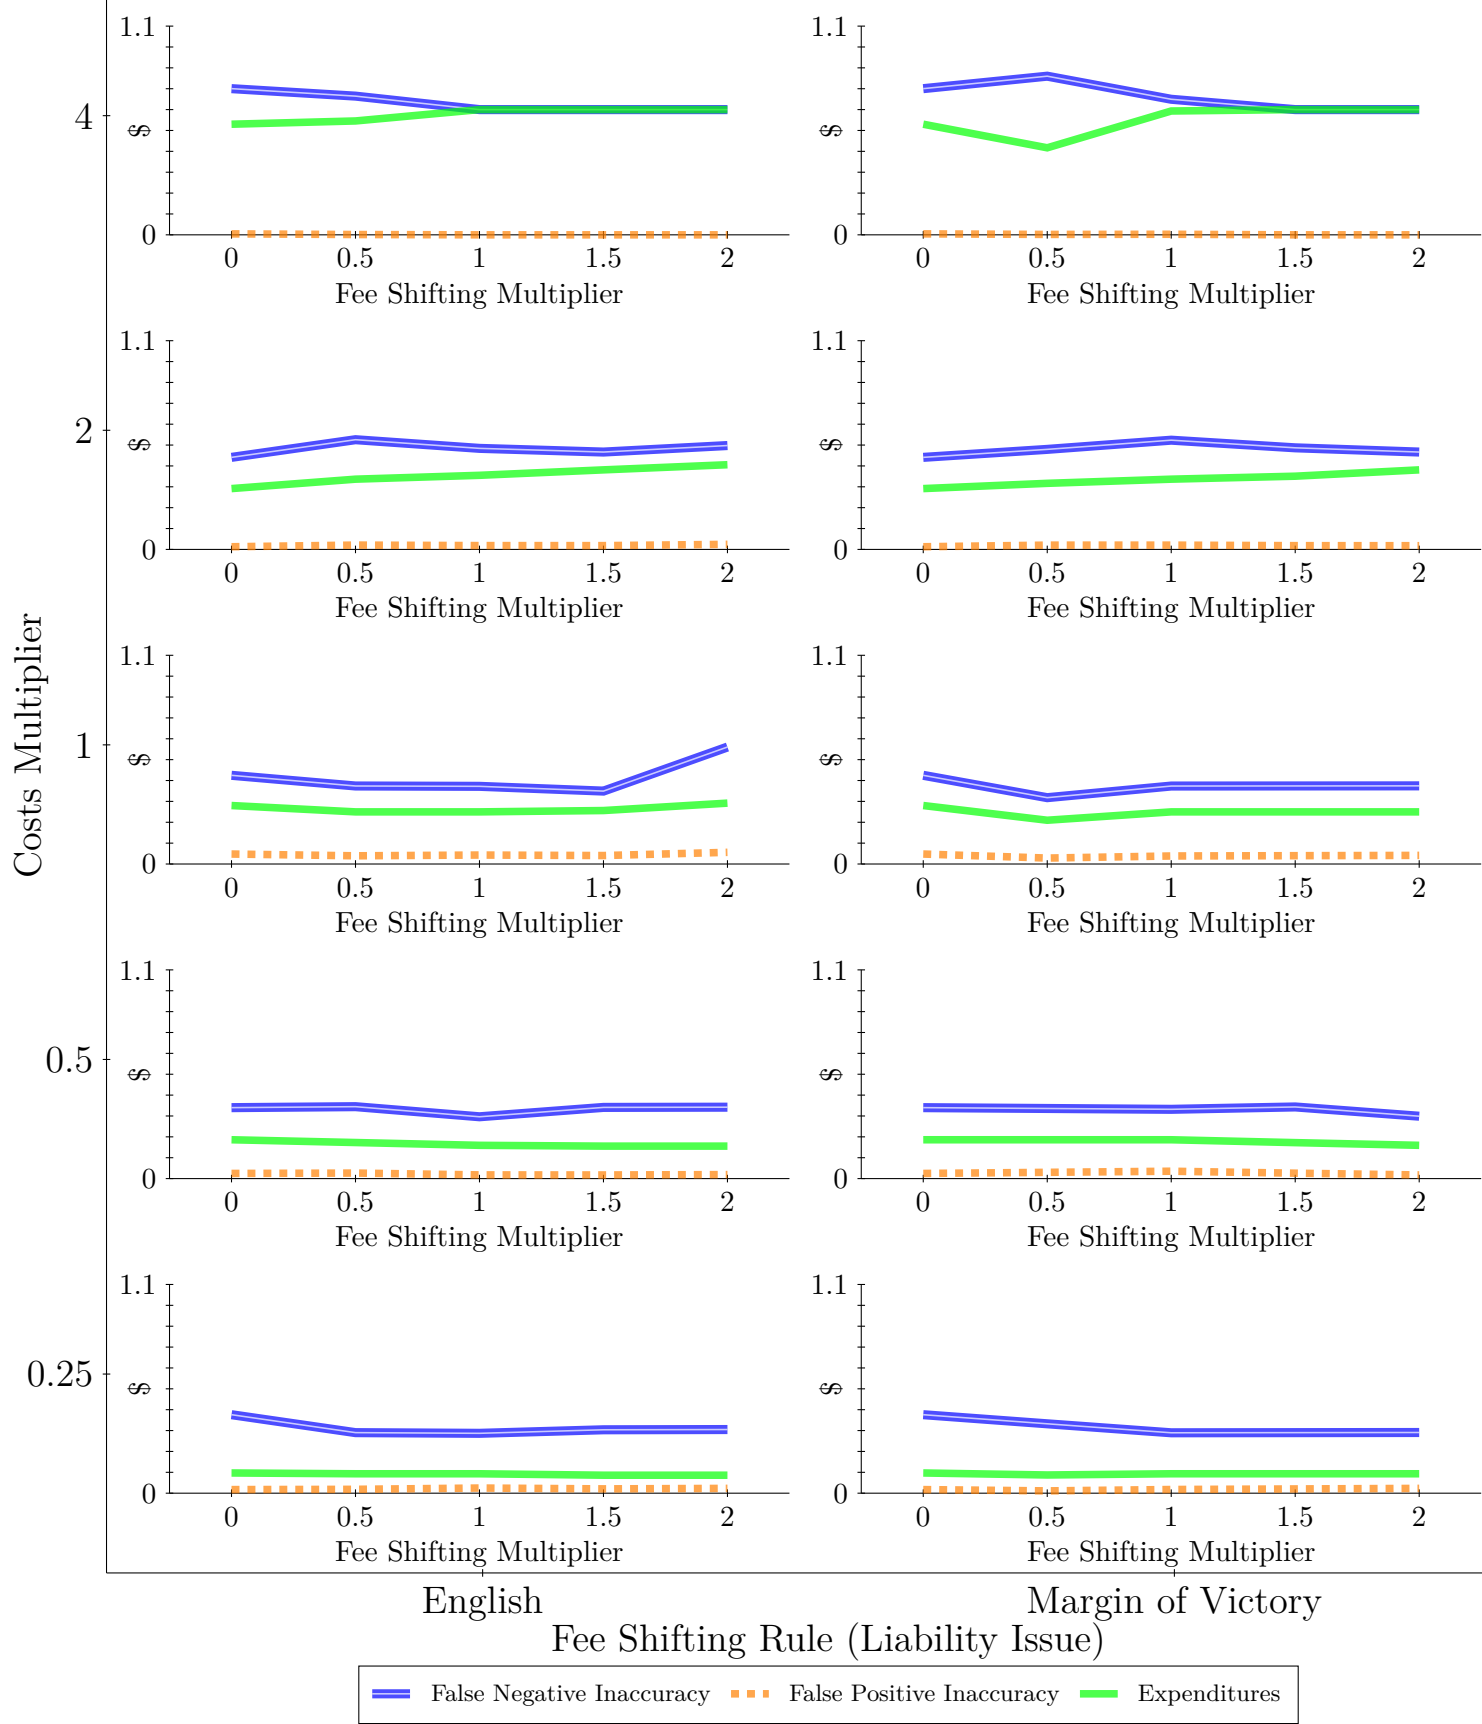 1.1
$
0
0 0.5 1 1.5 2
Fee Shifting Multiplier
1.1
$
0
0 0.5 1 1.5 2
Fee Shifting Multiplier
4
1.1
$
0
0 0.5 1 1.5 2
Fee Shifting Multiplier
1.1
$
0
0 0.5 1 1.5 2
Fee Shifting Multiplier
2
1.1
$
0
0 0.5 1 1.5 2
Fee Shifting Multiplier
1.1
$
0
0 0.5 1 1.5 2
Fee Shifting Multiplier
1
Costs Multiplier
1.1
$
0
0 0.5 1 1.5 2
Fee Shifting Multiplier
1.1
$
0
0 0.5 1 1.5 2
Fee Shifting Multiplier
0.5
1.1
$
0
0 0.5 1 1.5 2
Fee Shifting Multiplier
1.1
$
0
0 0.5 1 1.5 2
Fee Shifting Multiplier
0.25
English
Margin of Victory
Fee Shifting Rule (Liability Issue)
False Negative Inaccuracy
False Positive Inaccuracy
Expenditures